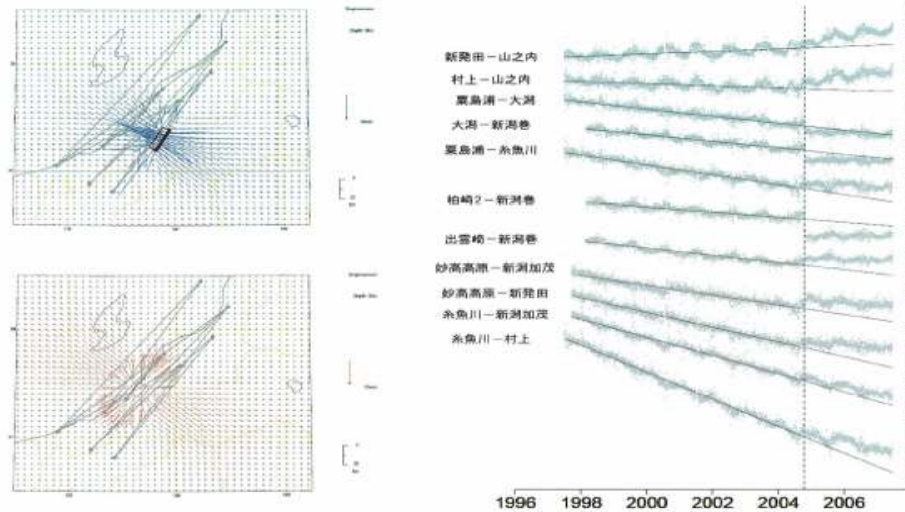 新発田－山之内
村上－山之内
粟島浦－大潟
大潟－新潟巻
粟島浦－糸魚川
柏崎2－新潟巻
出雲崎－新潟巻
妙高高原－新潟加茂
妙高高原－新発田
糸魚川－新潟加茂
糸魚川－村上
1996 1998 2000 2002 2004 2006